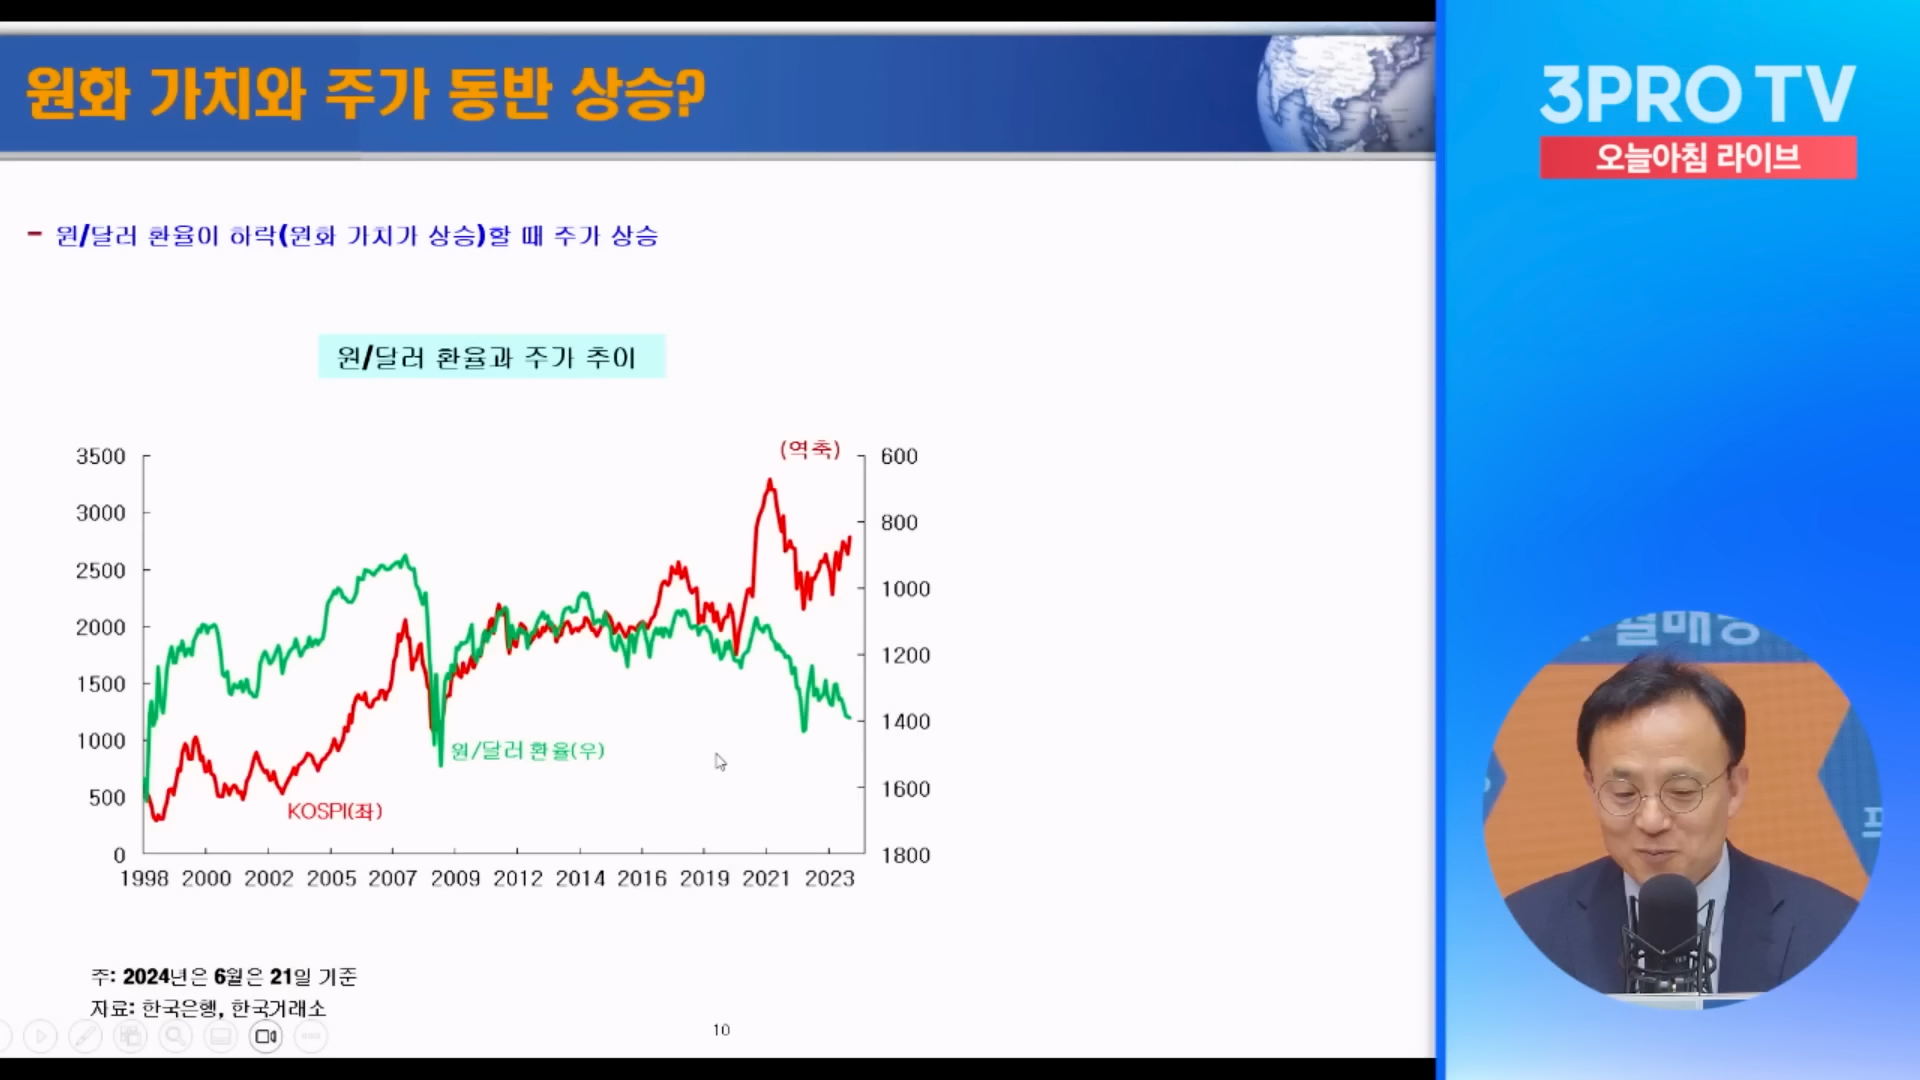 원화 가치와 주가 동반 상승?
- 원/달러 환율이 하락(원화 가치가 상승)할 때 주가 상승
원/달러 환율과 주가 추이
(역축)
3500
3000
2500
2000
1500
1000
500
0
600
800
1000
1200
1400
1600
1800
원/달러 환율(우)
KOSPI(좌)
1998 2000 2002 2005 2007 2009 2012 2014 2016 2019 2021 2023
주: 2024년은 6월은 21일 기준
자료: 한국은행, 한국거래소
10
3PRO TV
오늘아침 라이브